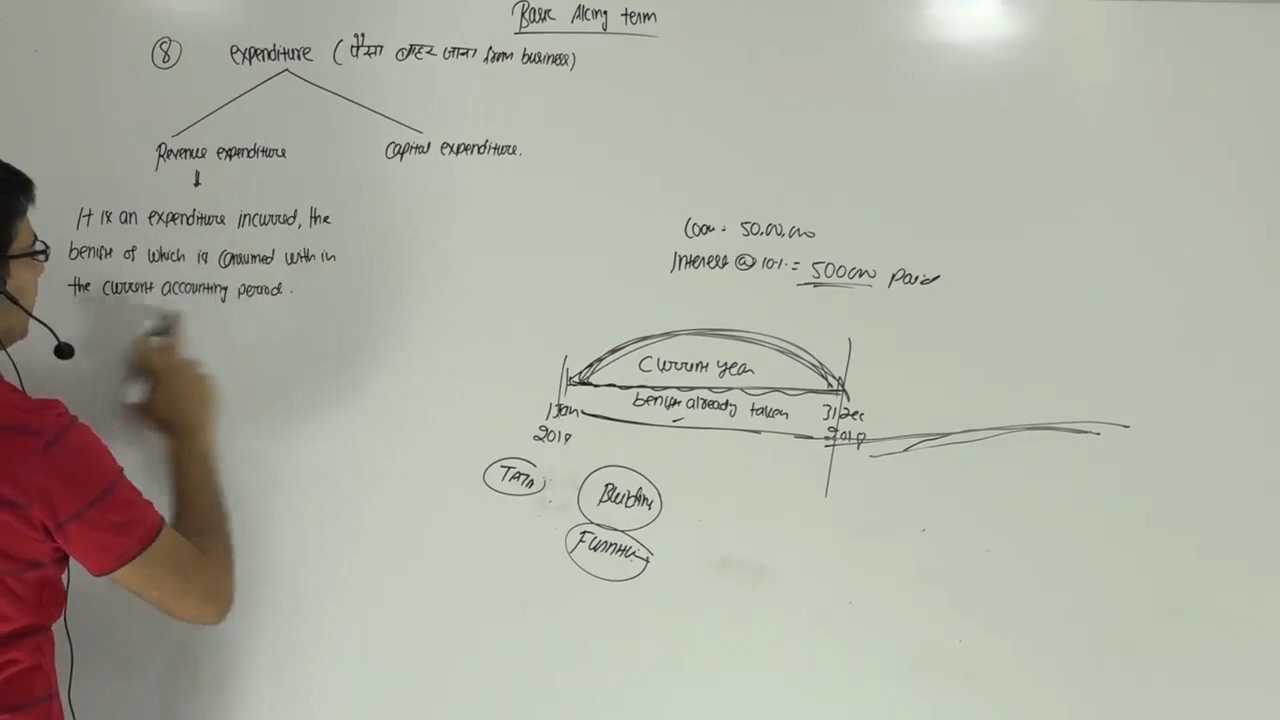 Basic A/cing term
⑧ expenditure (पैसा बाहर जाना from business)
Revenue expenditure
Capital expenditure.
It is an expenditure incurred, the
benefit of which is consumed with in
the current accounting period.
Loan = 50,00,000
Interest @ 10% = 500000 paid
Current year
benefit already taken
1 Jan
2018
31 Dec
2018
TATA
Building
Furniture